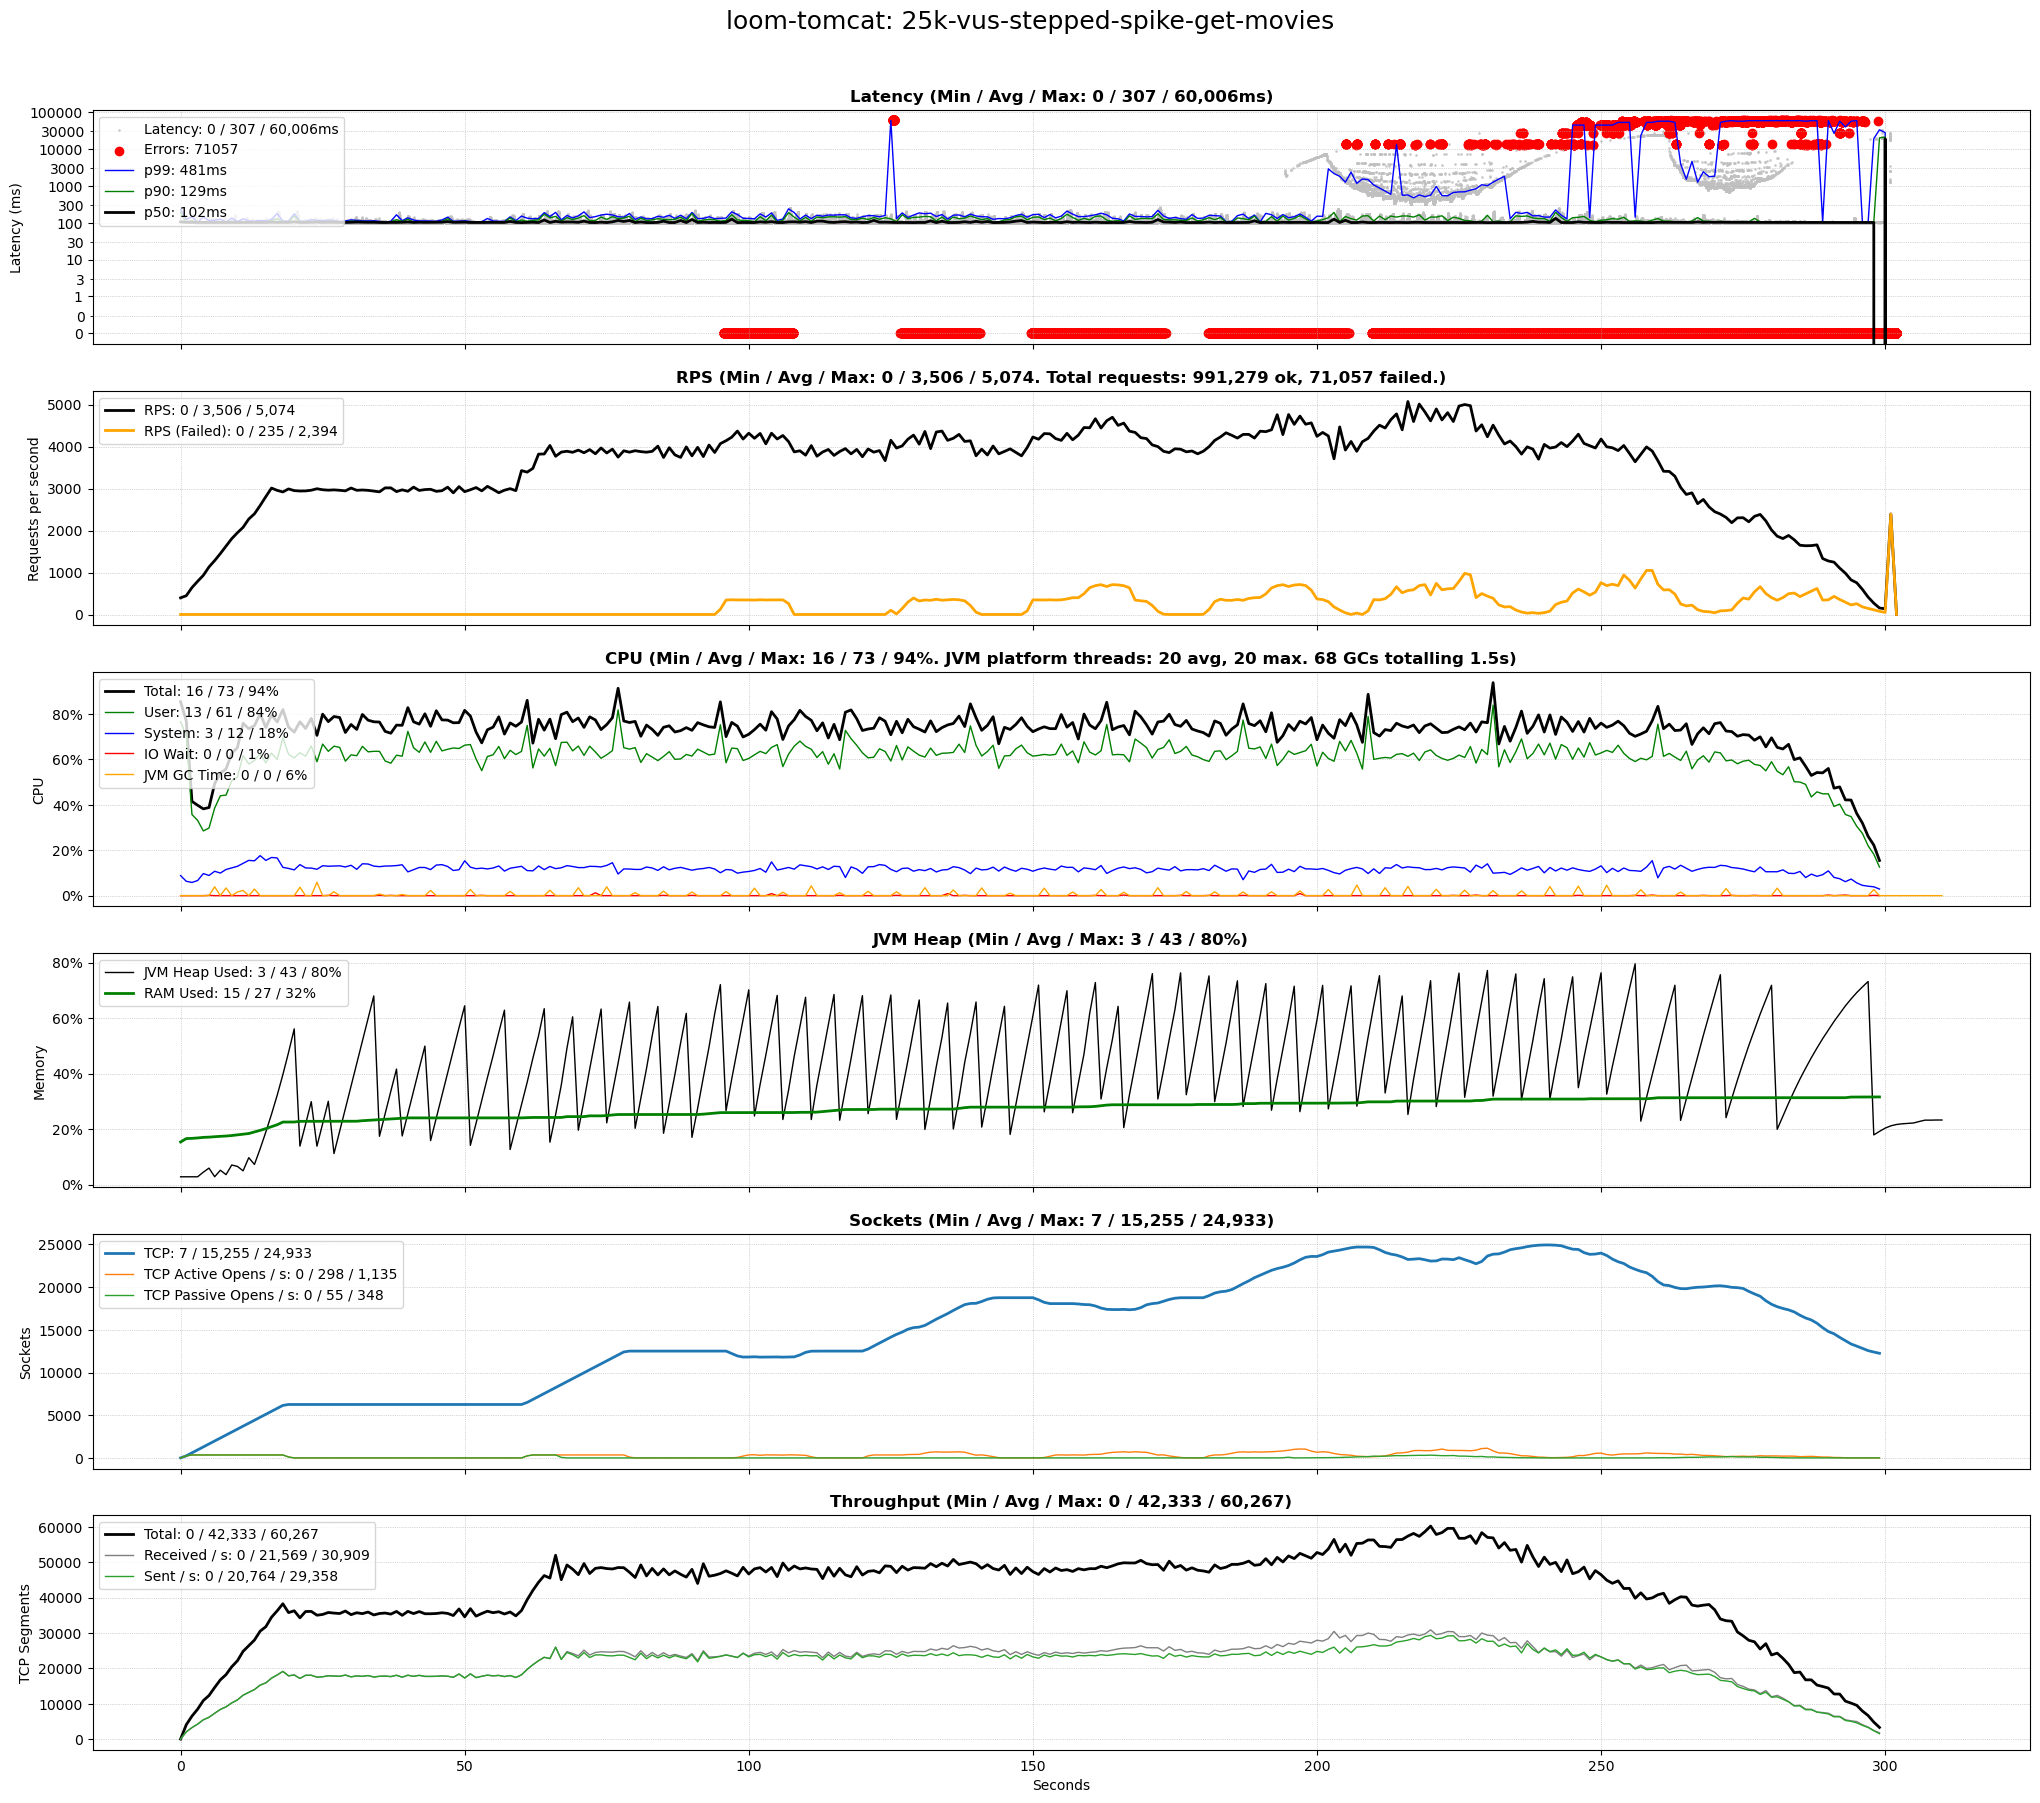 loom-tomcat: 25k-vus-stepped-spike-get-movies
Latency (Min / Avg / Max: 0 / 307 / 60,006ms)
Latency (ms)
100000
30000
10000
3000
1000
300
100
30
10
3
1
0
0
Latency: 0 / 307 / 60,006ms
Errors: 71057
p99: 481ms
p90: 129ms
p50: 102ms
RPS (Min / Avg / Max: 0 / 3,506 / 5,074. Total requests: 991,279 ok, 71,057 failed.)
Requests per second
5000
4000
3000
2000
1000
0
RPS: 0 / 3,506 / 5,074
RPS (Failed): 0 / 235 / 2,394
CPU (Min / Avg / Max: 16 / 73 / 94%. JVM platform threads: 20 avg, 20 max. 68 GCs totalling 1.5s)
CPU
80%
60%
40%
20%
0%
Total: 16 / 73 / 94%
User: 13 / 61 / 84%
System: 3 / 12 / 18%
IO Wait: 0 / 0 / 1%
JVM GC Time: 0 / 0 / 6%
JVM Heap (Min / Avg / Max: 3 / 43 / 80%)
Memory
80%
60%
40%
20%
0%
JVM Heap Used: 3 / 43 / 80%
RAM Used: 15 / 27 / 32%
Sockets (Min / Avg / Max: 7 / 15,255 / 24,933)
Sockets
25000
20000
15000
10000
5000
0
TCP: 7 / 15,255 / 24,933
TCP Active Opens / s: 0 / 298 / 1,135
TCP Passive Opens / s: 0 / 55 / 348
Throughput (Min / Avg / Max: 0 / 42,333 / 60,267)
TCP Segments
60000
50000
40000
30000
20000
10000
0
Total: 0 / 42,333 / 60,267
Received / s: 0 / 21,569 / 30,909
Sent / s: 0 / 20,764 / 29,358
0 50 100 150 200 250 300
Seconds